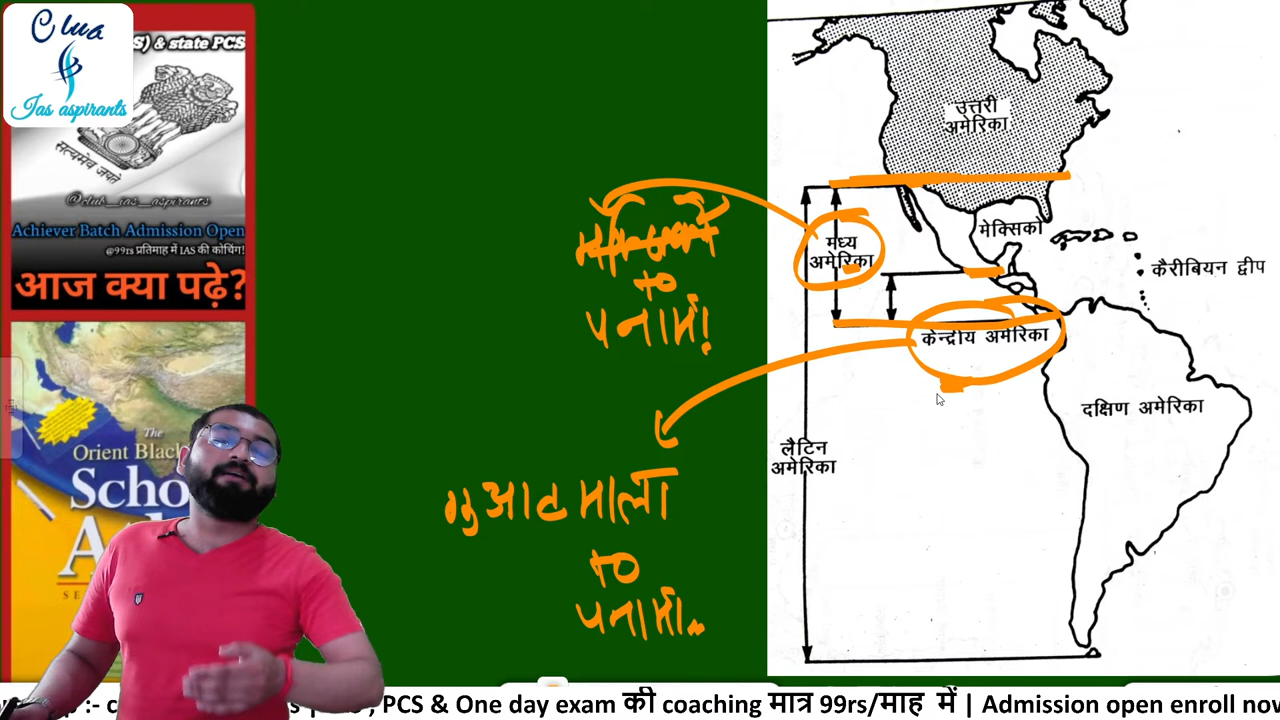 Club
Ias aspirants
S) & state PCS
सत्यमेव जयते
@club_ias_aspirants
Achiever Batch Admission Open
@99rs प्रतिमाह में IAS की कोचिंग!
आज क्या पढ़े?
The
Orient Blac
Scho
A
S E
to
पनामा
गुआटमाला
to
पनामा
उत्तरी
अमेरिका
मेक्सिको
मध्य
अमेरिका
कैरीबियन द्वीप
केन्द्रीय अमेरिका
दक्षिण अमेरिका
लैटिन
अमेरिका
:- c
, PCS & One day exam की coaching मात्र 99rs/माह में | Admission open enroll now